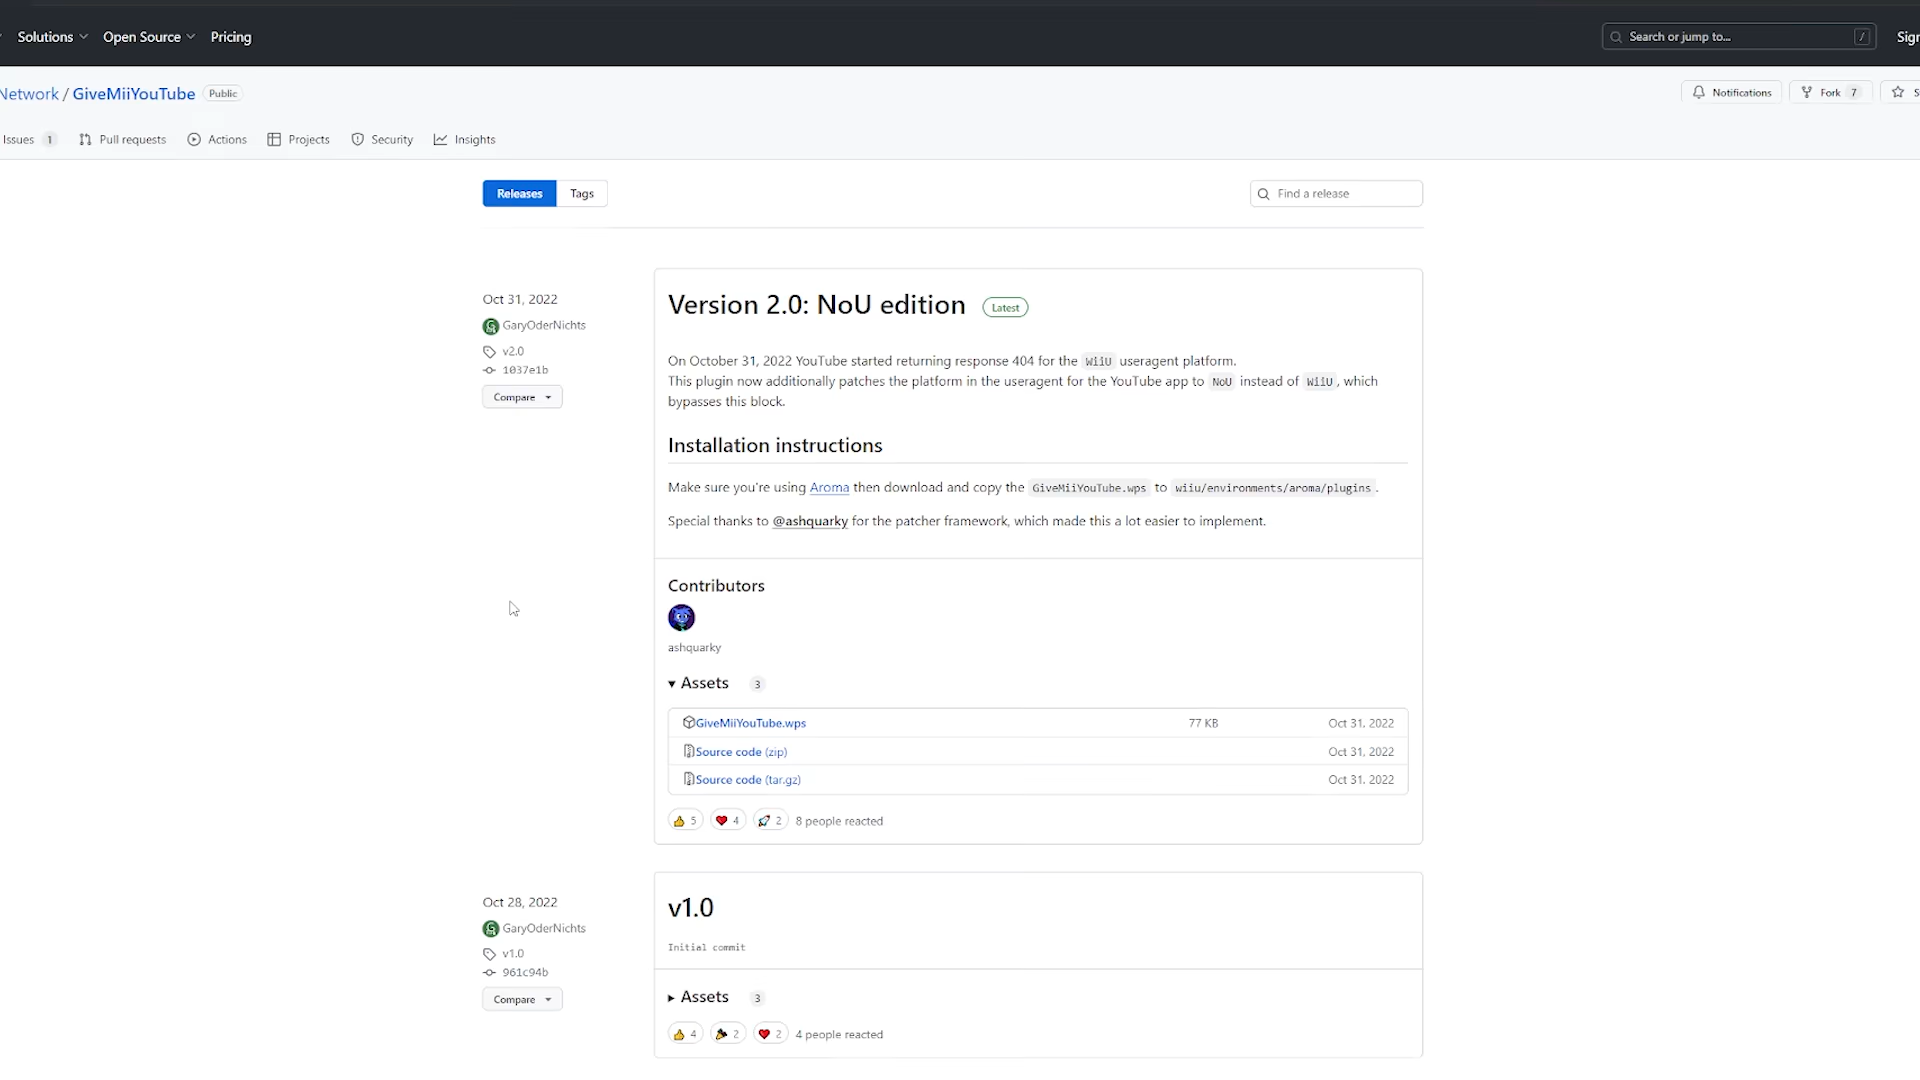 Solutions Open Source Pricing Search or jump to... / Sign
Network / GiveMiiYouTube Public Notifications Fork 7 S
Issues 1 Pull requests Actions Projects Security Insights
Releases Tags Find a release
Oct 31, 2022
GaryOderNichts
v2.0
1037e1b
Compare
Version 2.0: NoU edition Latest
On October 31, 2022 YouTube started returning response 404 for the WiiU useragent platform.
This plugin now additionally patches the platform in the useragent for the YouTube app to NoU instead of WiiU, which
bypasses this block.
Installation instructions
Make sure you're using Aroma then download and copy the GiveMiiYouTube.wps to wiiu/environments/aroma/plugins.
Special thanks to @ashquarky for the patcher framework, which made this a lot easier to implement.
Contributors
ashquarky
Assets 3
GiveMiiYouTube.wps 77 KB Oct 31, 2022
Source code (zip) Oct 31, 2022
Source code (tar.gz) Oct 31, 2022
5 4 2 8 people reacted
Oct 28, 2022
GaryOderNichts
v1.0
961c94b
Compare
v1.0
Initial commit
Assets 3
4 2 2 4 people reacted